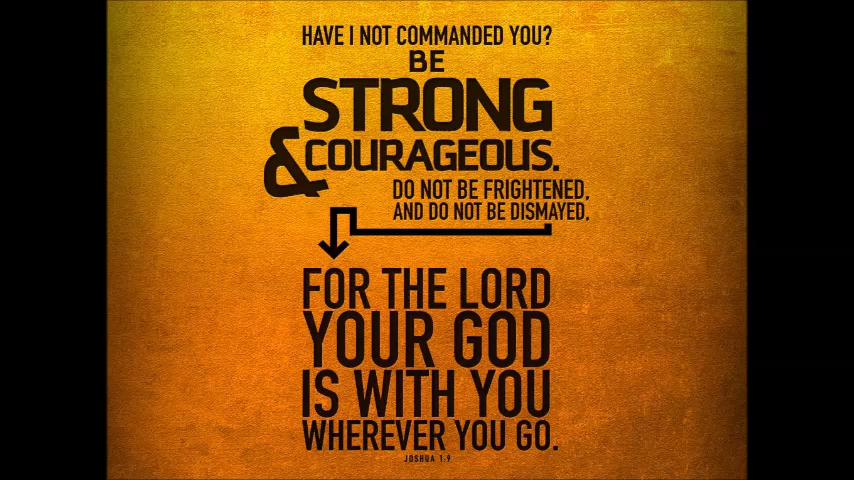 HAVE I NOT COMMANDED YOU?
BE
STRONG
& COURAGEOUS.
DO NOT BE FRIGHTENED,
AND DO NOT BE DISMAYED,
FOR THE LORD
YOUR GOD
IS WITH YOU
WHEREVER YOU GO.
JOSHUA 1:9